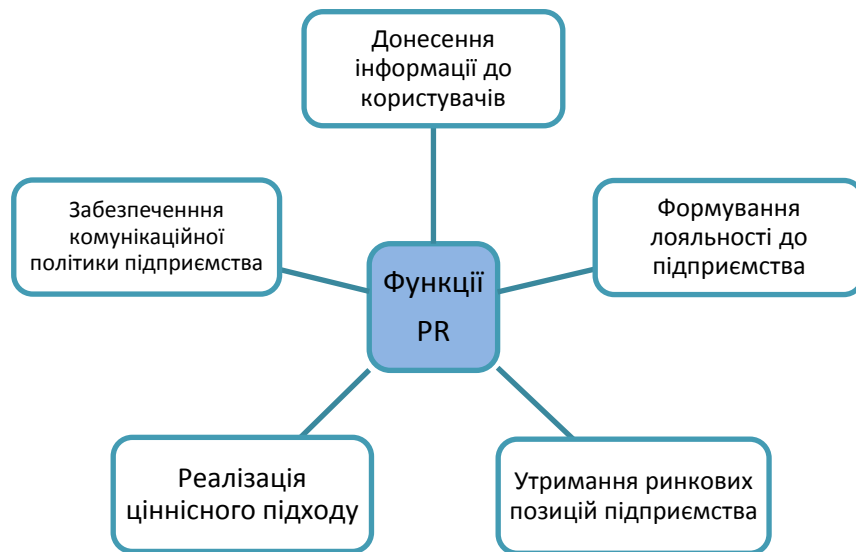 Донесення
інформації до
користувачів
Забезпеченння
комунікаційної
політики підприємства
Формування
лояльності до
підприємства
Функції
PR
Реалізація
ціннісного підходу
Утримання ринкових
позицій підприємства